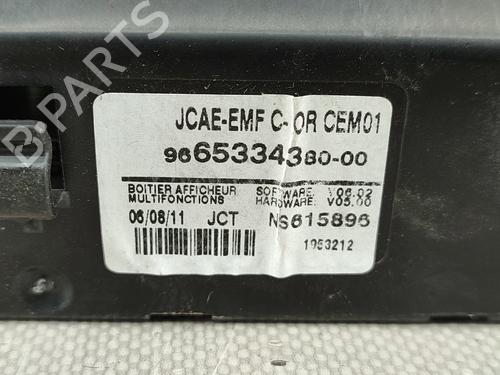 JCAE-EMF C-OR CEM01
9665334380-00
BOITIER AFFICHEUR SOFTWARE. V06.02
MULTIFONCTIONS HARDWARE. V05.00
06/08/11 JCT NS615896
1953212
B-PARTS